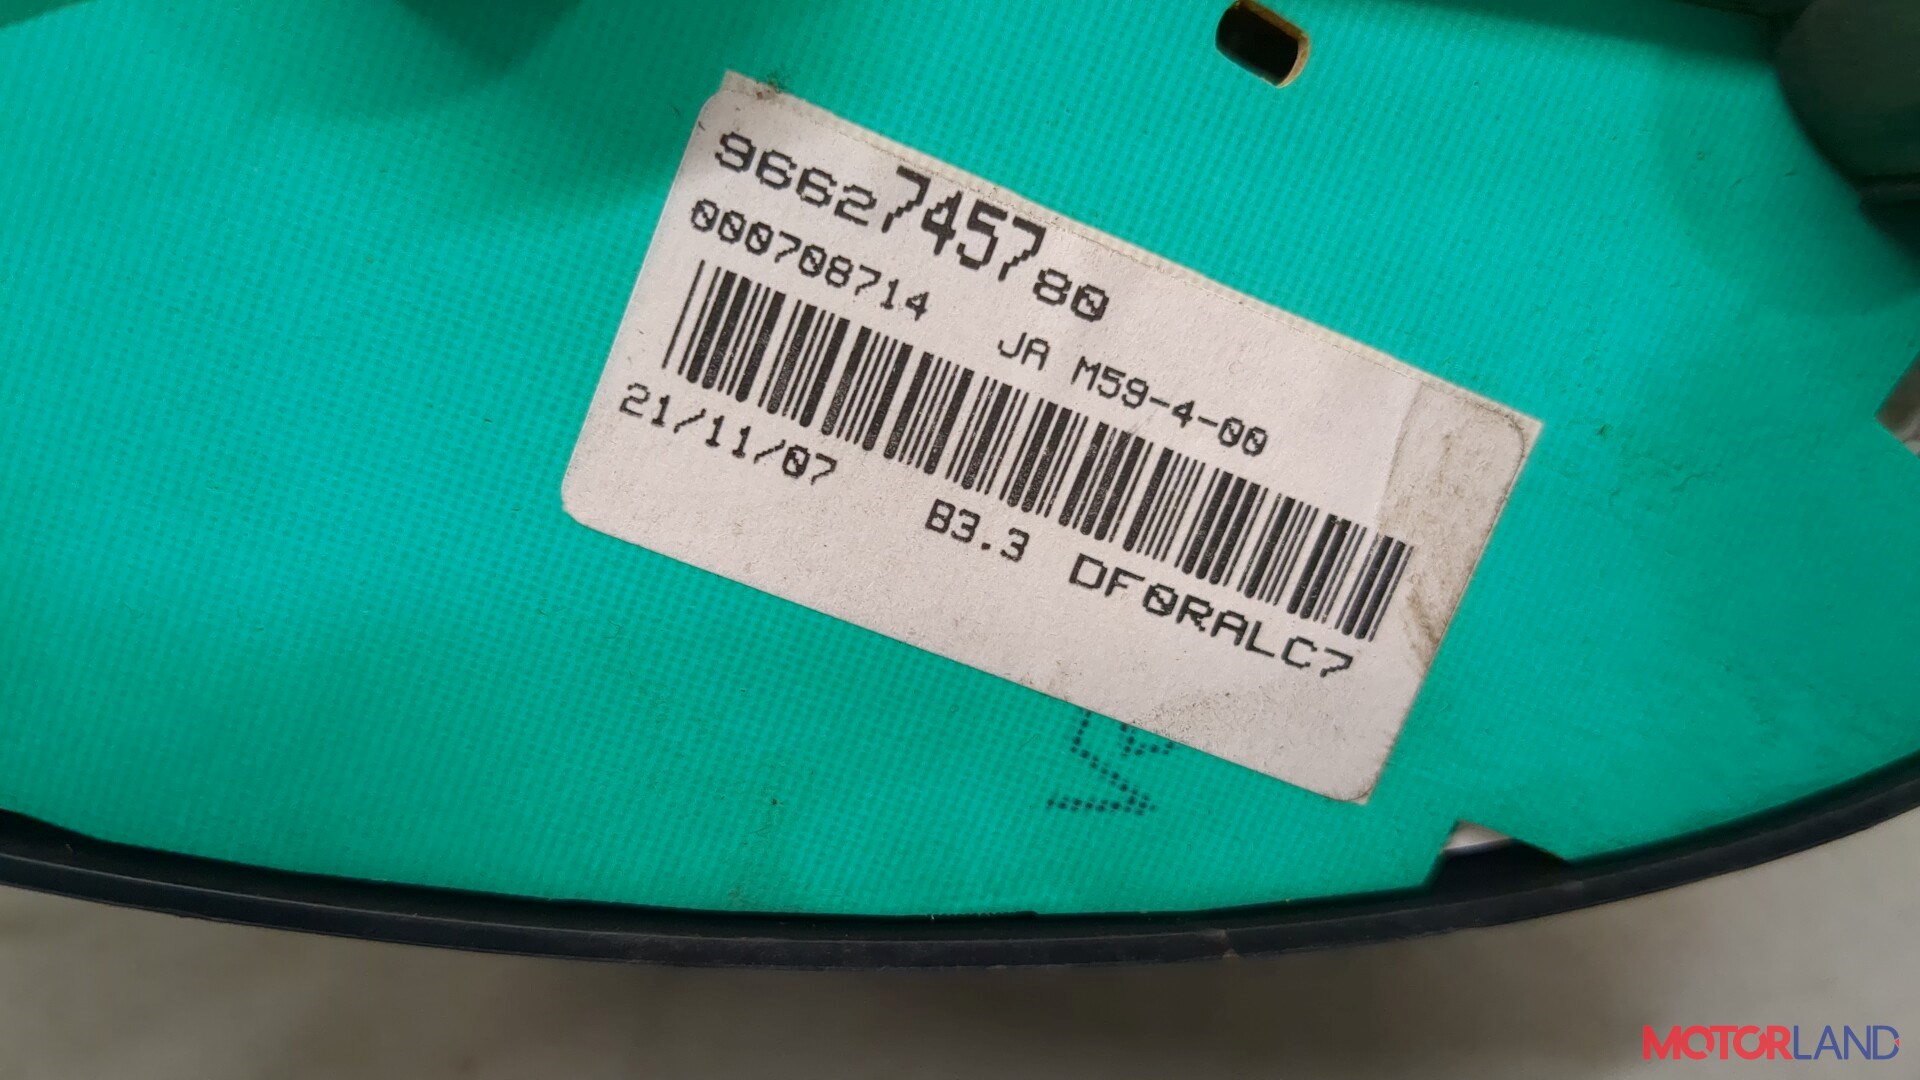 9662745780
000708714 JA M59-4-00
21/11/07 B3.3 DF0RALC7
MOTORLAND